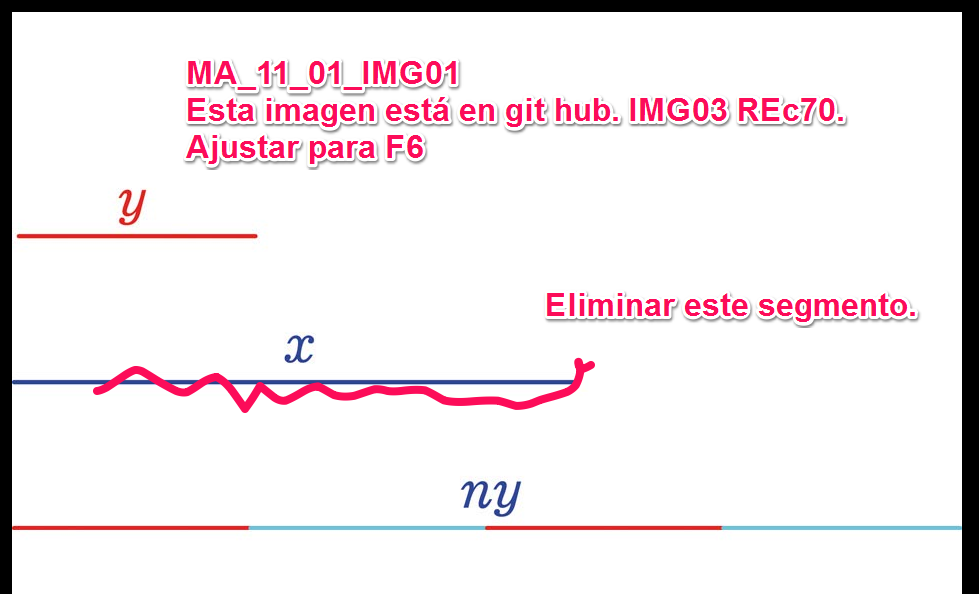 MA_11_01_IMG01
Esta imagen está en git hub. IMG03 REc70.
Ajustar para F6
y
Eliminar este segmento.
x
ny